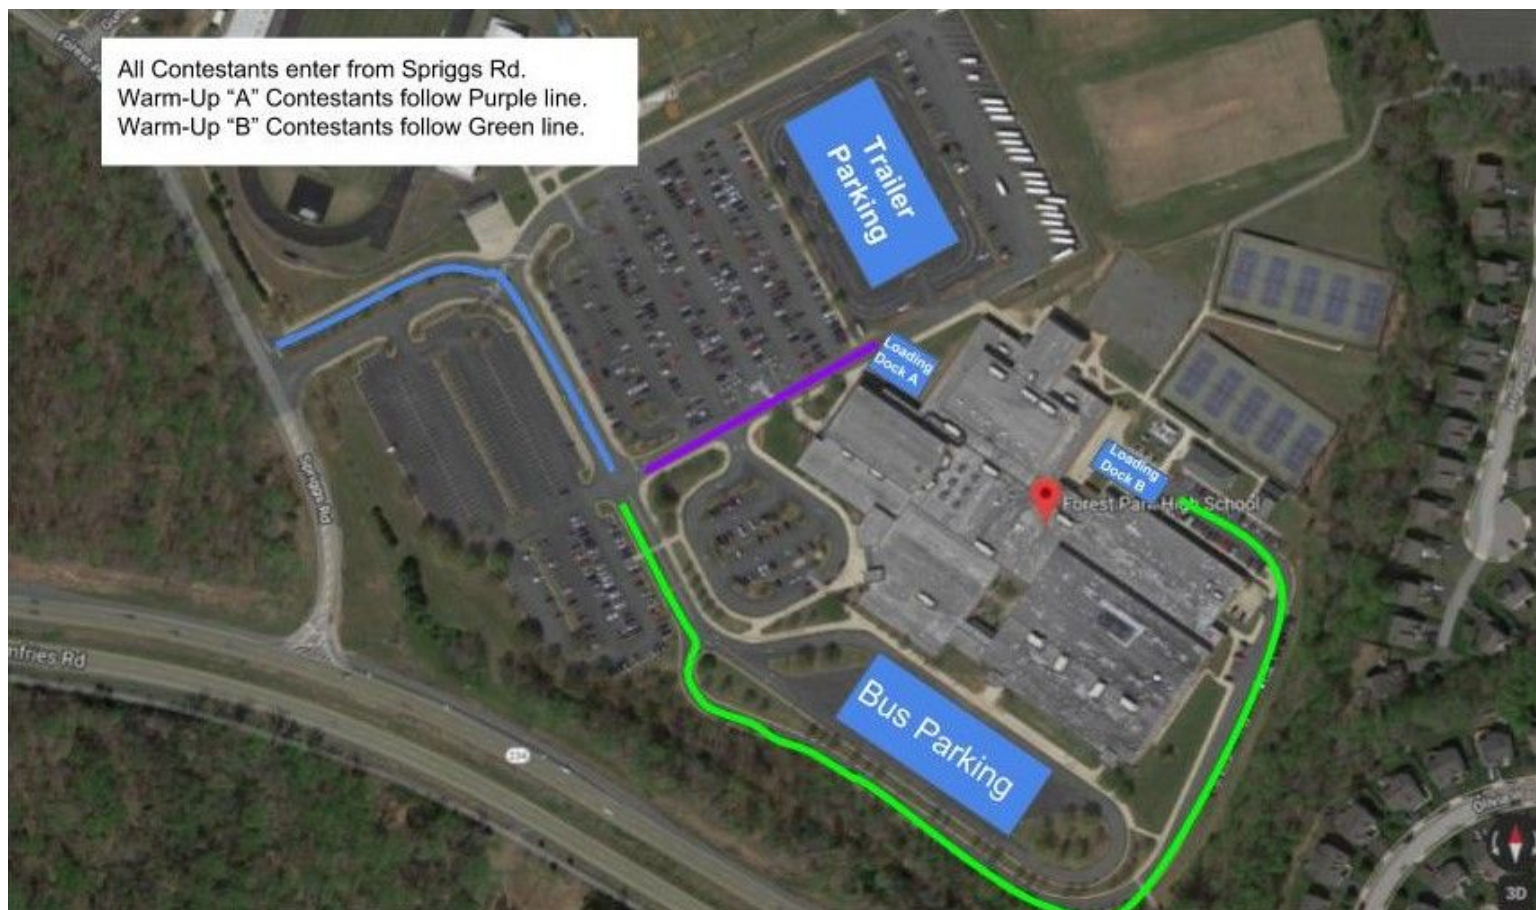 All Contestants enter from Spriggs Rd.
Warm-Up “A” Contestants follow Purple line.
Warm-Up “B” Contestants follow Green line.
Trailer
Parking
Loading
Dock A
Loading
Dock B
Forest Park High School
Spriggs Rd
mfries Rd
Bus Parking
234
3D